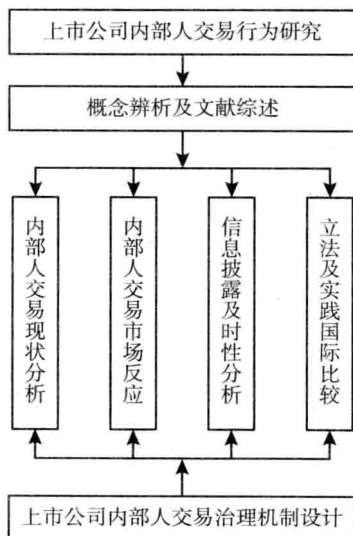 上市公司内部人交易行为研究
概念辨析及文献综述
内部人交易现状分析
内部人交易市场反应
信息披露及时性分析
立法及实践国际比较
上市公司内部人交易治理机制设计